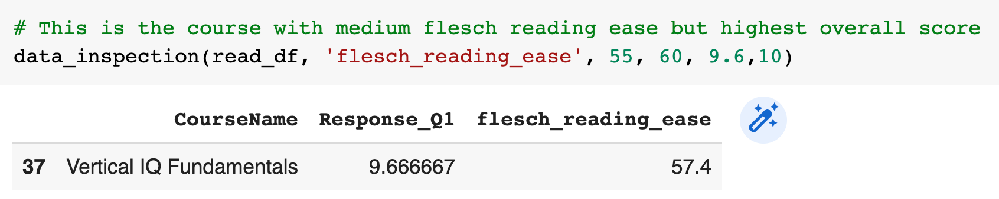 # This is the course with medium flesch reading ease but highest overall score
data_inspection(read_df, 'flesch_reading_ease', 55, 60, 9.6,10)
CourseName Response_Q1 flesch_reading_ease
37 Vertical IQ Fundamentals 9.666667 57.4